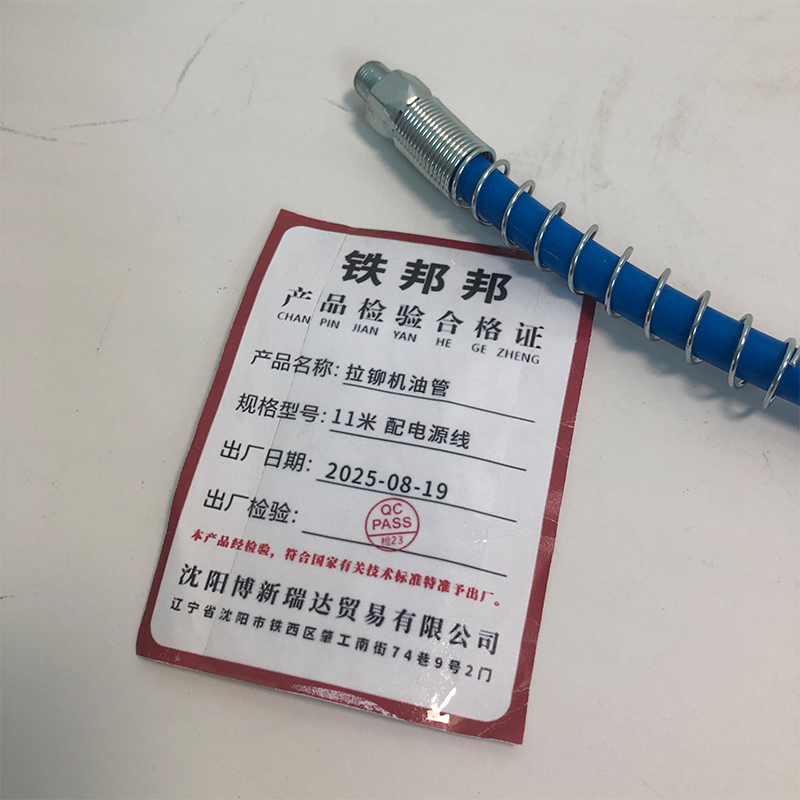 铁邦邦
产品检验合格证
CHAN PIN JIAN YAN HE GE ZHENG
产品名称: 拉铆机油管
规格型号: 11米 配电源线
出厂日期: 2025-08-19
出厂检验:
QC
PASS
检23
本产品经检验，符合国家有关技术标准特准予出厂。
沈阳博新瑞达贸易有限公司
辽宁省沈阳市铁西区肇工南街74巷9号2门